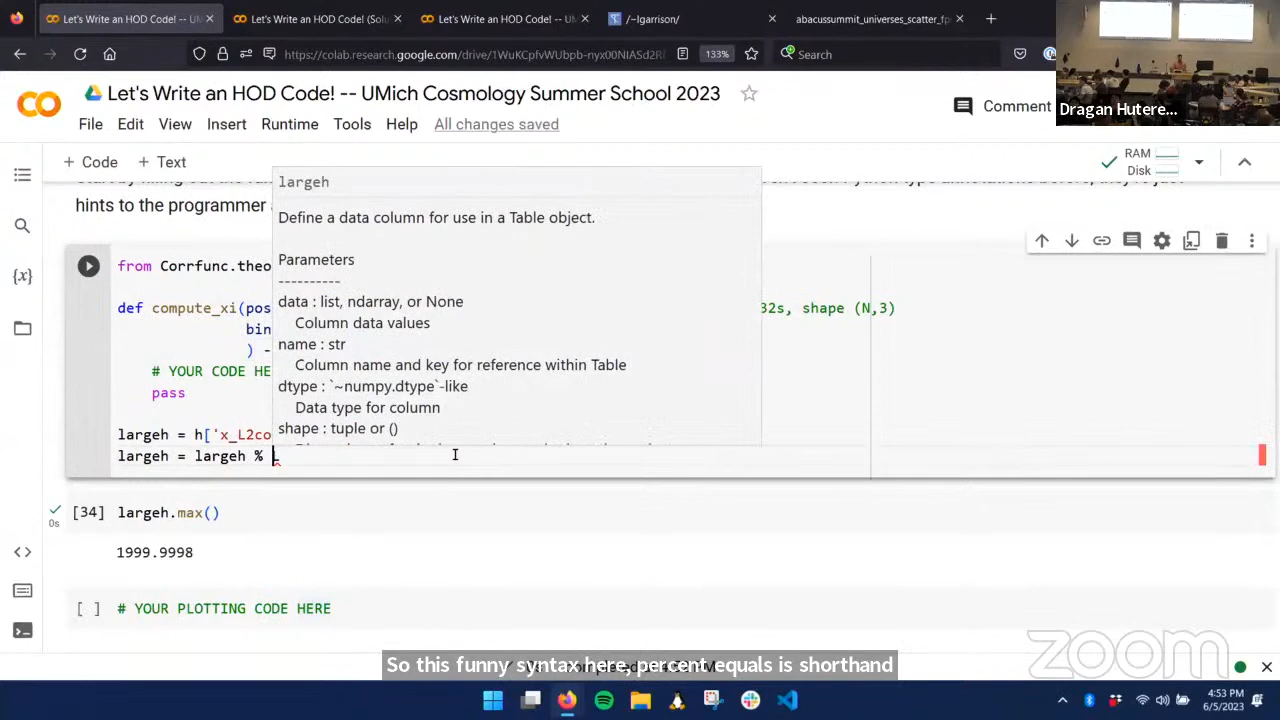 Let's Write an HOD Code! -- UMi
Let's Write an HOD Code! (Solu
Let's Write an HOD Code! -- UM
/~lgarrison/
abacussummit_universes_scatter_fp
https://colab.research.google.com/drive/1WuKCplvVUbpb-nyx00NIASd2R
133%
Search
Dragan Hutere...
Let's Write an HOD Code! -- UMich Cosmology Summer School 2023
Comment
File Edit View Insert Runtime Tools Help All changes saved
+ Code + Text
RAM
Disk
hints to the programmer
largeh
Define a data column for use in a Table object.
Parameters
----------
data : list, ndarray, or None
Column data values
name : str
Column name and key for reference within Table
dtype : `~numpy.dtype`-like
Data type for column
shape : tuple or ()
from Corrfunc.theo
def compute_xi(pos 32s, shape (N,3)
bin
) -
# YOUR CODE HE
pass
largeh = h['x_L2co
largeh = largeh % L
[34] largeh.max()
0s
1999.9998
[ ] # YOUR PLOTTING CODE HERE
So this funny syntax here, percent equals is shorthand
zoom
4:53 PM
6/5/2023